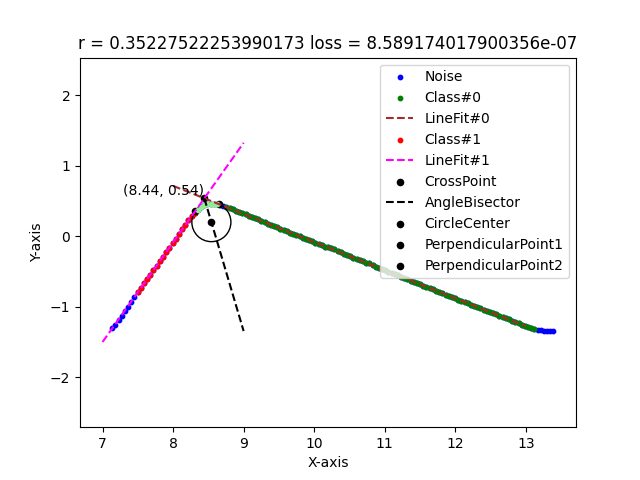 r = 0.35227522253990173 loss = 8.589174017900356e-07
Noise
Class#0
LineFit#0
Class#1
LineFit#1
CrossPoint
AngleBisector
CircleCenter
PerpendicularPoint1
PerpendicularPoint2
(8.44, 0.54)
Y-axis
2
1
0
−1
−2
7 8 9 10 11 12 13
X-axis